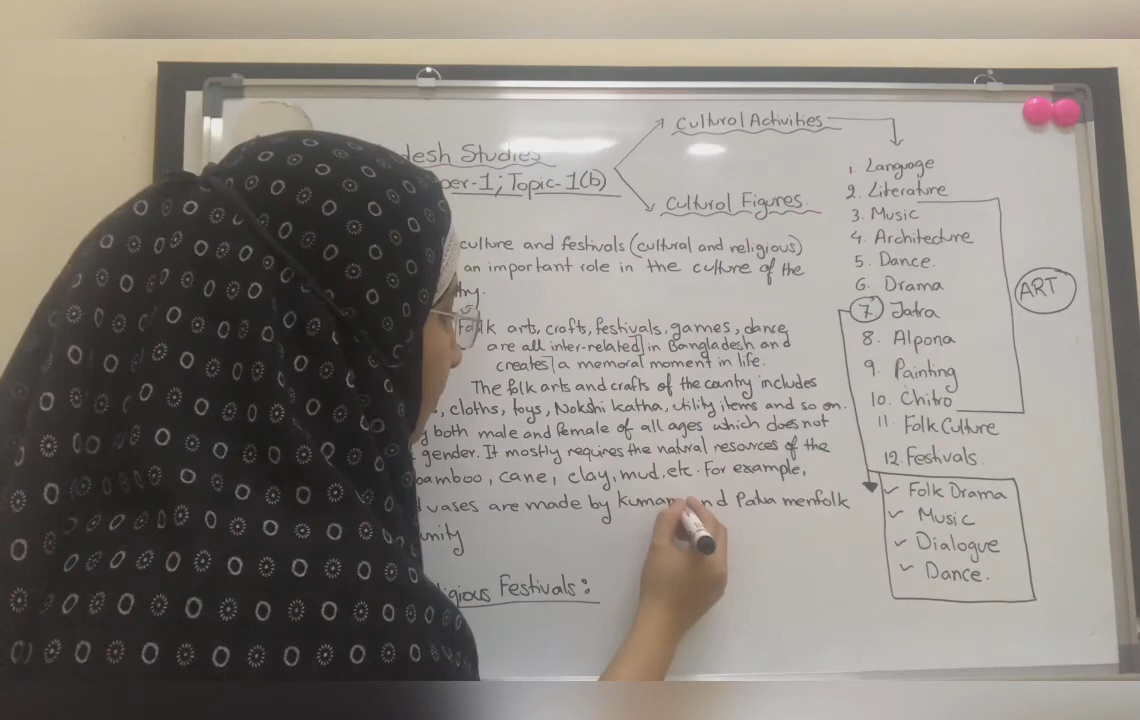 desh Studies
per-1; Topic-1(b)
Cultural Activities
Cultural Figures.
culture and festivals (cultural and religious)
an important role in the culture of the
try.
Folk arts, crafts, festivals, games, dance,
are all inter-related in Bangladesh and
creates a memoral moment in life.
The folk arts and crafts of the country includes
cloths, toys, Nokshi Katha, utility items and so on.
both male and female of all ages which does not
gender. It mostly requires the natural resources of the
bamboo, cane, clay, mud, etc. For example,
vases are made by Kumar and menfolk
unity
gious Festivals:
1. Language
2. Literature
3. Music
4. Architecture
5. Dance.
6. Drama
7. Jatra
8. Alpona
9. Painting
10. Chitro
11. Folk Culture
12. Festivals.
ART
Folk Drama
Music
Dialogue
Dance.